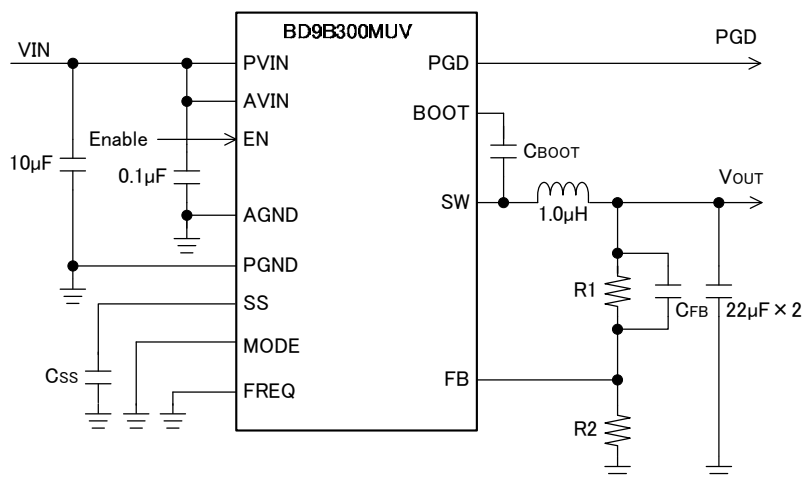 BD9B300MUV
VIN
PGD
PVIN
PGD
AVIN
BOOT
Enable
EN
CBOOT
10μF
0.1μF
VOUT
SW
AGND
1.0μH
PGND
SS
R1
CFB
22μF×2
MODE
CSS
FB
FREQ
R2